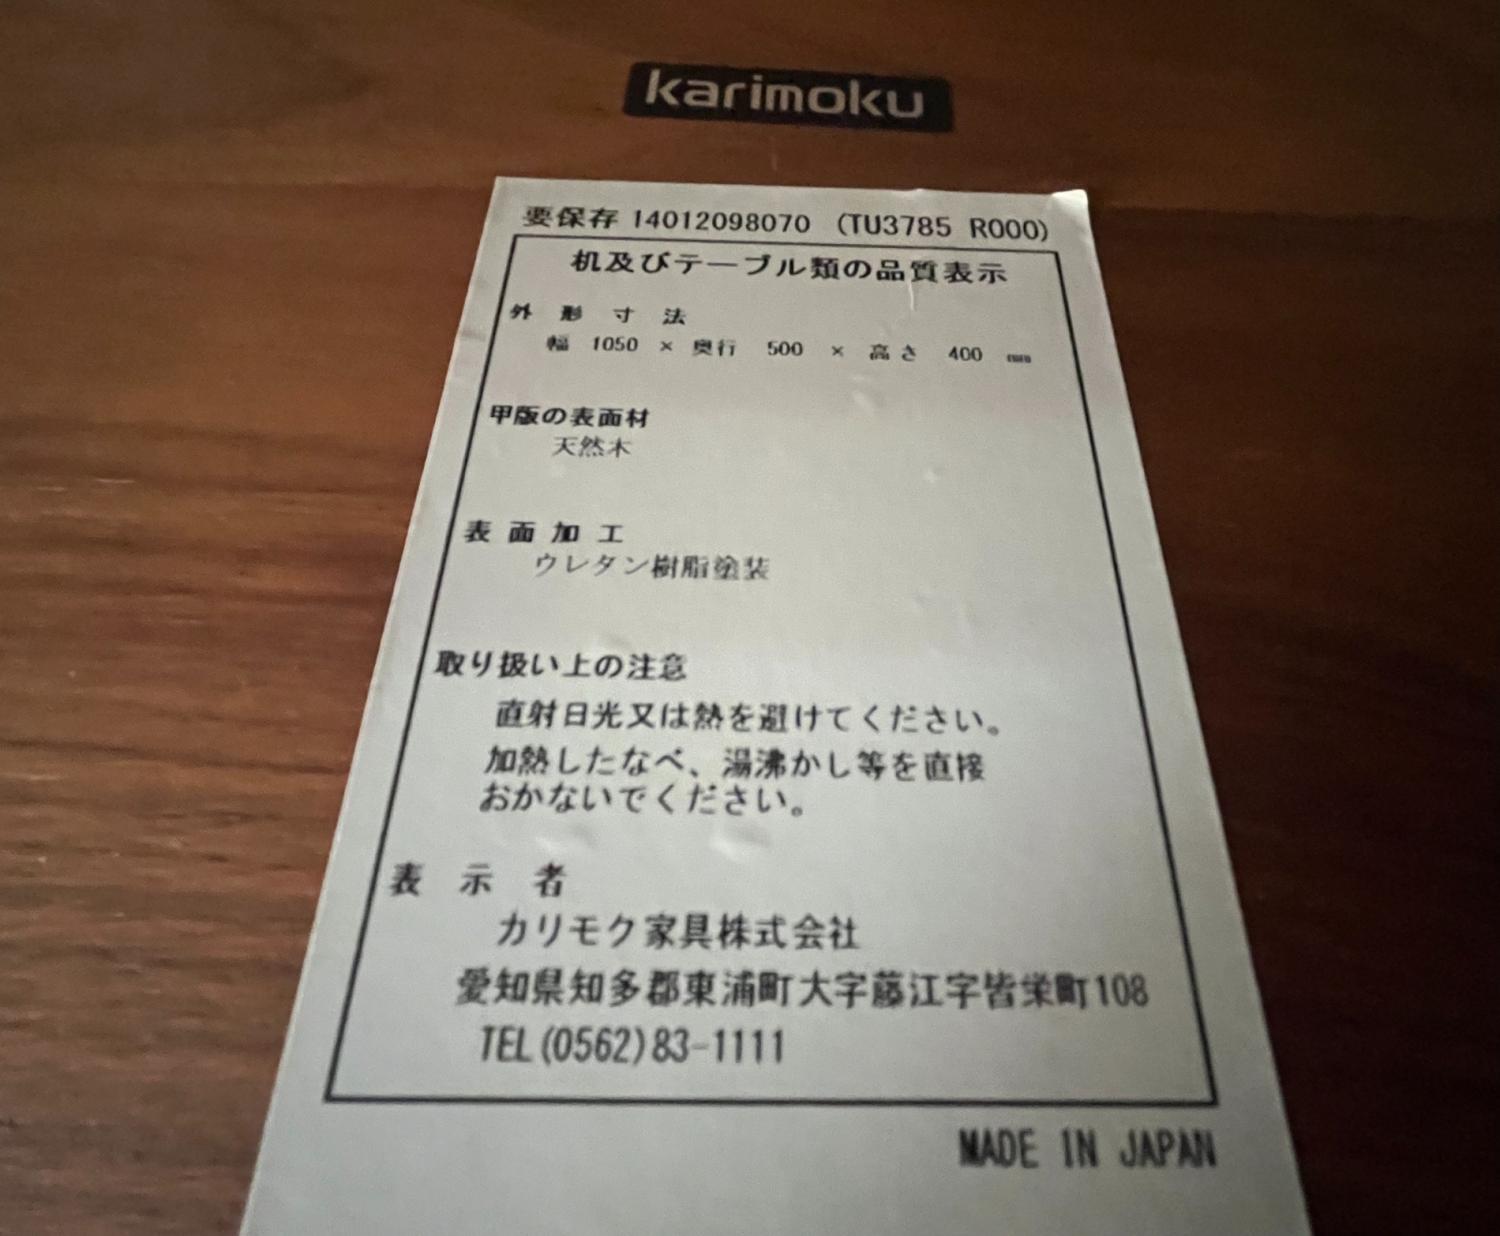 karimoku
要保存 14012098070 (TU3785 R000)
机及びテーブル類の品質表示
外形寸法
幅 1050 × 奥行 500 × 高さ 400 mm
甲版の表面材
天然木
表面加工
ウレタン樹脂塗装
取り扱い上の注意
直射日光又は熱を避けてください。
加熱したなべ、湯沸かし等を直接
おかないでください。
表示者
カリモク家具株式会社
愛知県知多郡東浦町大字藤江字皆栄町108
TEL(0562)83-1111
MADE IN JAPAN